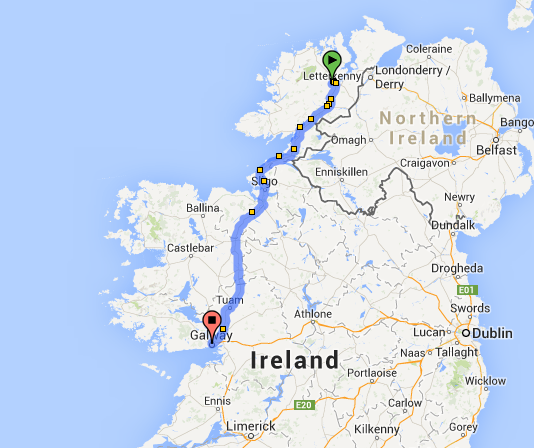 Coleraine
Letterkenny
Londonderry /
Derry
Ballymena
Northern
Ireland
Bango
Omagh
Belfast
Craigavon
Enniskillen
Sligo
Newry
Ballina
Dundalk
Castlebar
Drogheda
E01
Tuam
Swords
Athlone
Galway
Lucan
Dublin
Ireland
Naas
Tallaght
Portlaoise
Wicklow
Ennis
E20
Carlow
Limerick
Kilkenny
Gorey